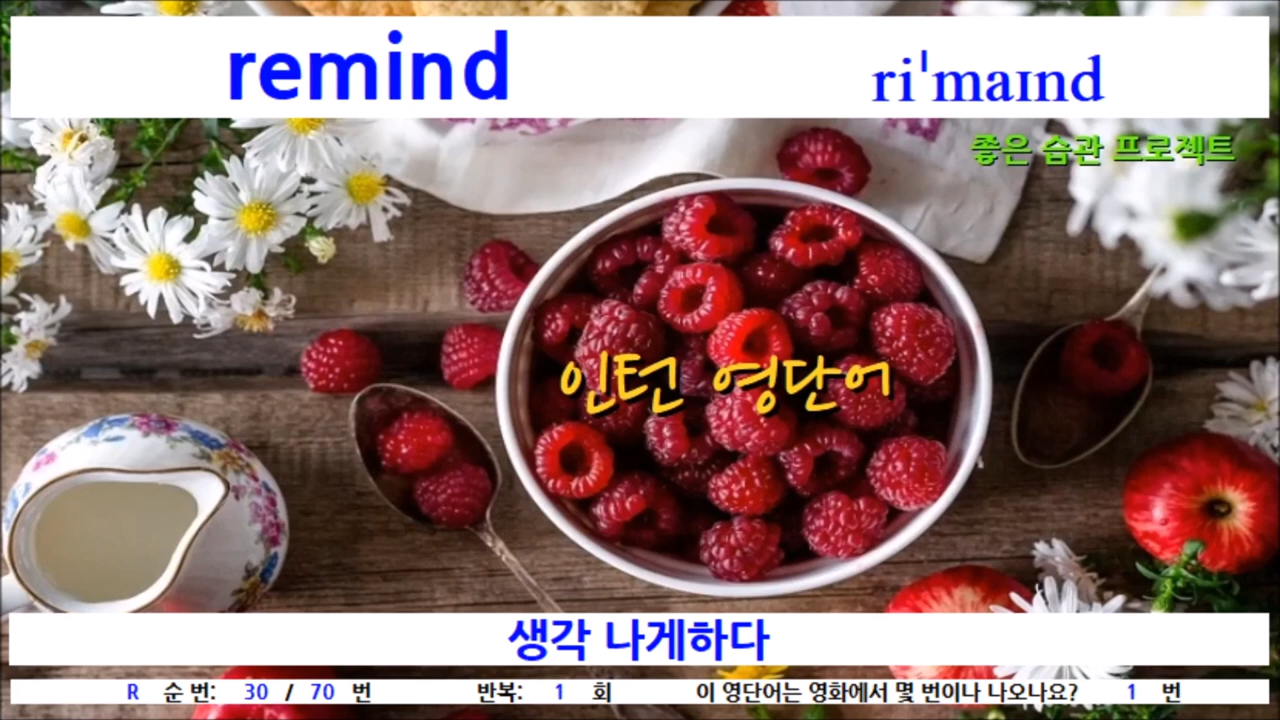 remind
ri'maɪnd
좋은 습관 프로젝트
인턴 영단어
생각 나게하다
R 순 번: 30 / 70 번 반복: 1 회 이 영단어는 영화에서 몇 번이나 나오나요? 1 번